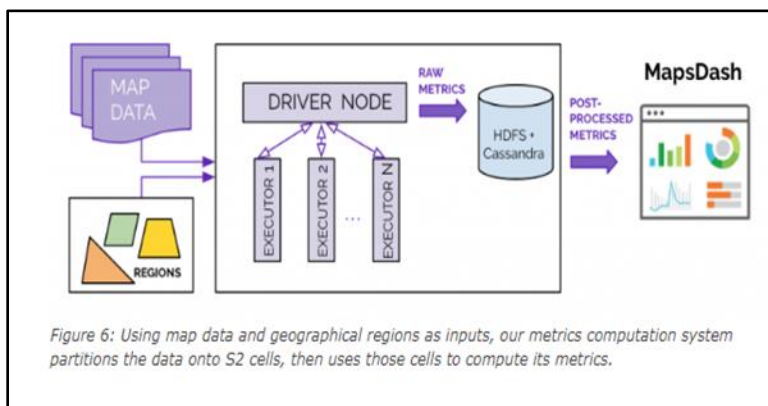 MAP
DATA
REGIONS
DRIVER NODE
EXECUTOR 1
EXECUTOR 2
...
EXECUTOR N
RAW
METRICS
HDFS +
Cassandra
POST-
PROCESSED
METRICS
MapsDash
Figure 6: Using map data and geographical regions as inputs, our metrics computation system
partitions the data onto S2 cells, then uses those cells to compute its metrics.